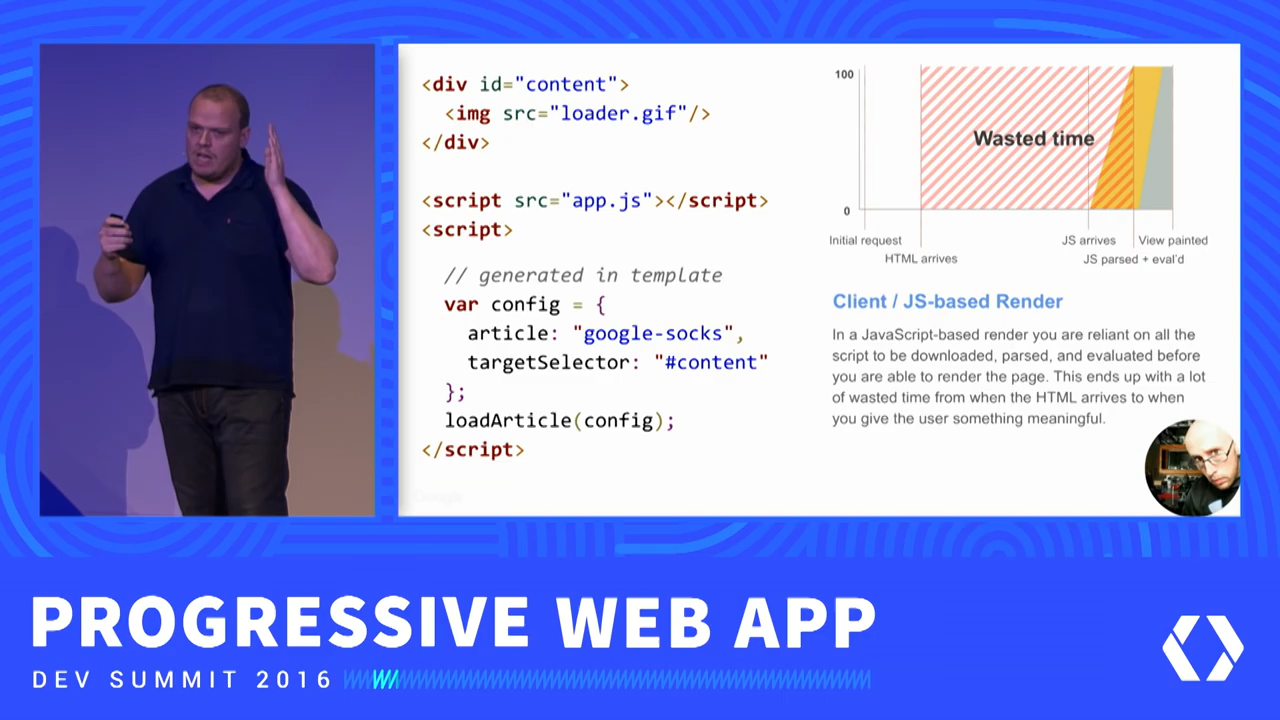 <div id="content">
<img src="loader.gif"/>
</div>
<script src="app.js"></script>
<script>
// generated in template
var config = {
article: "google-socks",
targetSelector: "#content"
};
loadArticle(config);
</script>
100
Wasted time
0
Initial request
JS arrives
View painted
HTML arrives
JS parsed + eval'd
Client / JS-based Render
In a JavaScript-based render you are reliant on all the
script to be downloaded, parsed, and evaluated before
you are able to render the page. This ends up with a lot
of wasted time from when the HTML arrives to when
you give the user something meaningful.
Google
PROGRESSIVE WEB APP
DEV SUMMIT 2016